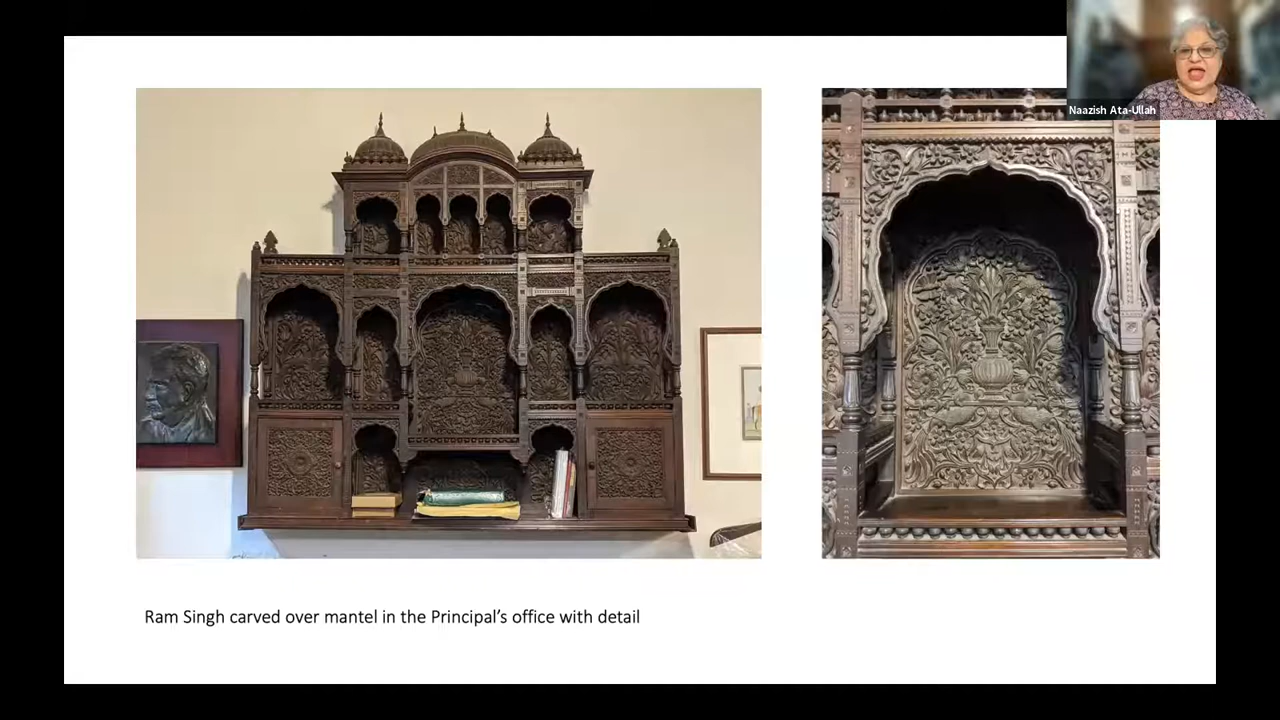 Naazish Ata-Ullah
Ram Singh carved over mantel in the Principal's office with detail